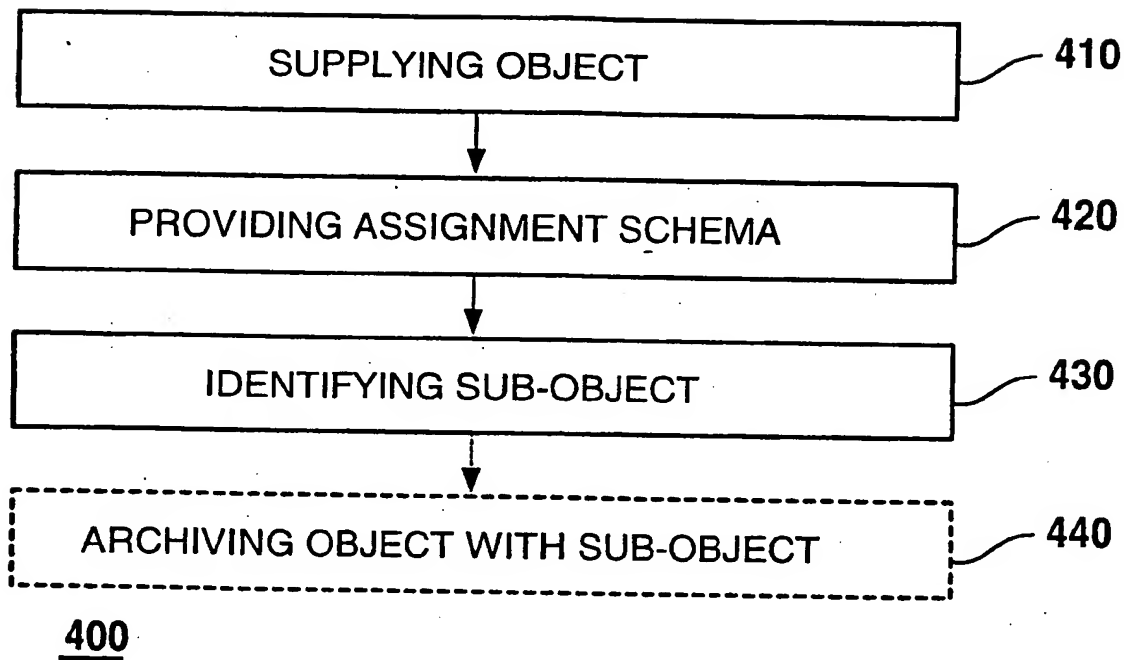 SUPPLYING OBJECT
410
PROVIDING ASSIGNMENT SCHEMA
420
IDENTIFYING SUB-OBJECT
430
ARCHIVING OBJECT WITH SUB-OBJECT
440
400